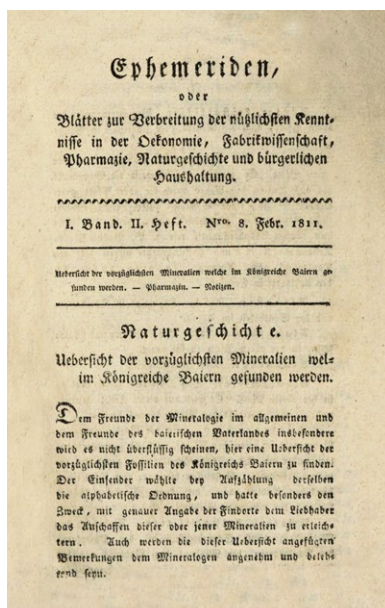 Ephemeriden,
oder
Blätter zur Verbreitung der nützlichsten Kennt-
nisse in der Oekonomie, Fabrikwissenschaft,
Pharmazie, Naturgeschichte und bürgerlichen
Haushaltung.
I. Band. II. Heft. Nro. 8. Febr. 1811.
Uebersicht der vorzüglichsten Mineralien welche im Königreiche Baiern ge-
funden werden. — Pharmazin. — Notizen.
Naturgeschichte.
Uebersicht der vorzüglichsten Mineralien wel-
im Königreiche Baiern gefunden werden.
Dem Freunde der Mineralogie im allgemeinen und
dem Freunde des baierischen Vaterlandes insbesondere
wird es nicht überflüssig scheinen, hier eine Uebersicht der
vorzüglichsten Fossilien des Königreichs Baiern zu finden.
Der Einsender wählte bey Aufzählung derselben
die alphabetische Ordnung, und hatte besonders den
Zweck, mit genauer Angabe der Findorte dem Liebhaber
das Anschaffen dieser oder jener Mineralien zu erleich-
tern. Auch werden die dieser Uebersicht angefügten
Bemerkungen dem Mineralogen angenehm und beleh-
rend seyn.